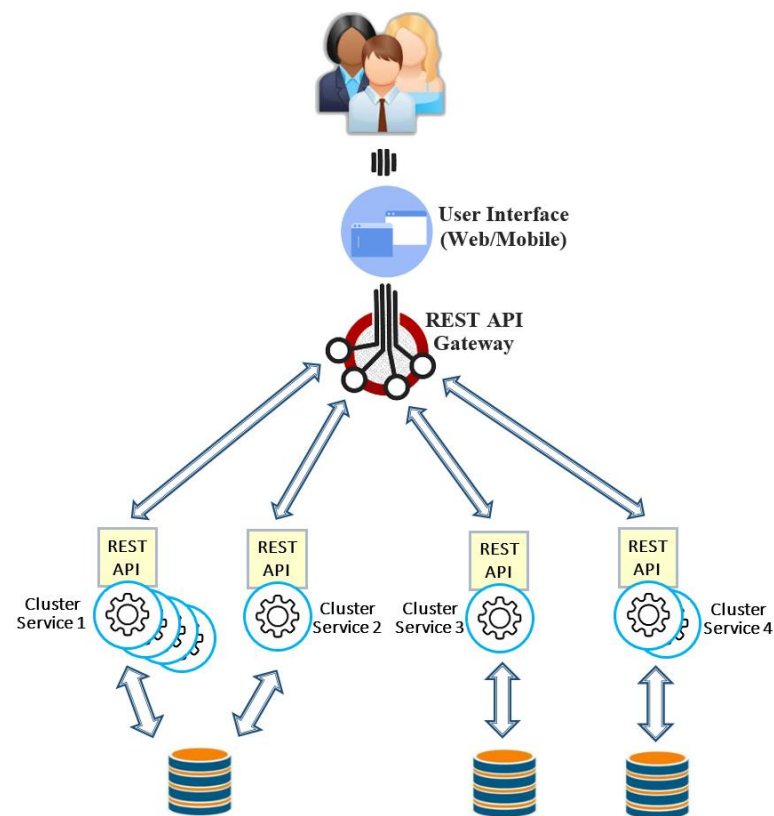 User Interface
(Web/Mobile)
REST API
Gateway
REST
API
REST
API
REST
API
REST
API
Cluster
Service 1
Cluster
Service 2
Cluster
Service 3
Cluster
Service 4